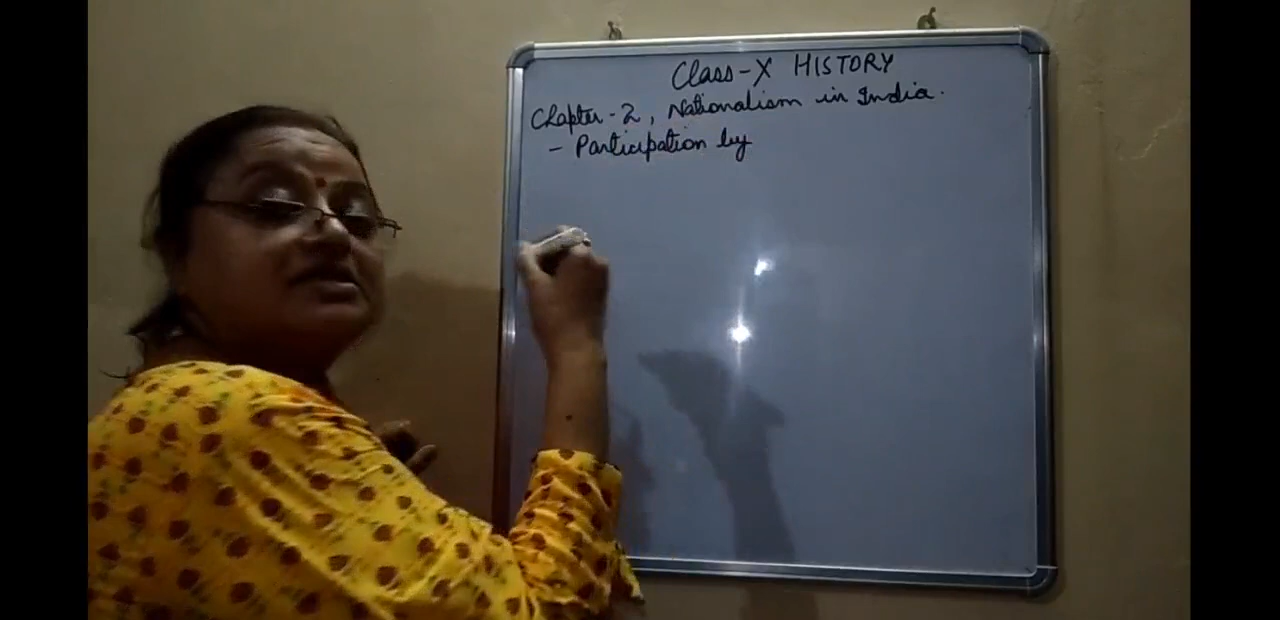 Class-X HISTORY
Chapter-2, Nationalism in India.
- Participation by